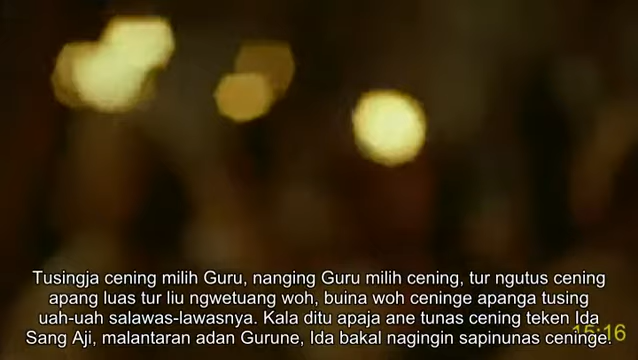 Tusingja cening milih Guru, nanging Guru milih cening, tur ngutus cening
apang luas tur liu ngwetuang woh, buina woh ceninge apanga tusing
uah-uah salawas-lawasnya. Kala ditu apaja ane tunas cening teken Ida
Sang Aji, malantaran adan Gurune, Ida bakal nagingin sapinunas ceninge.
15:16